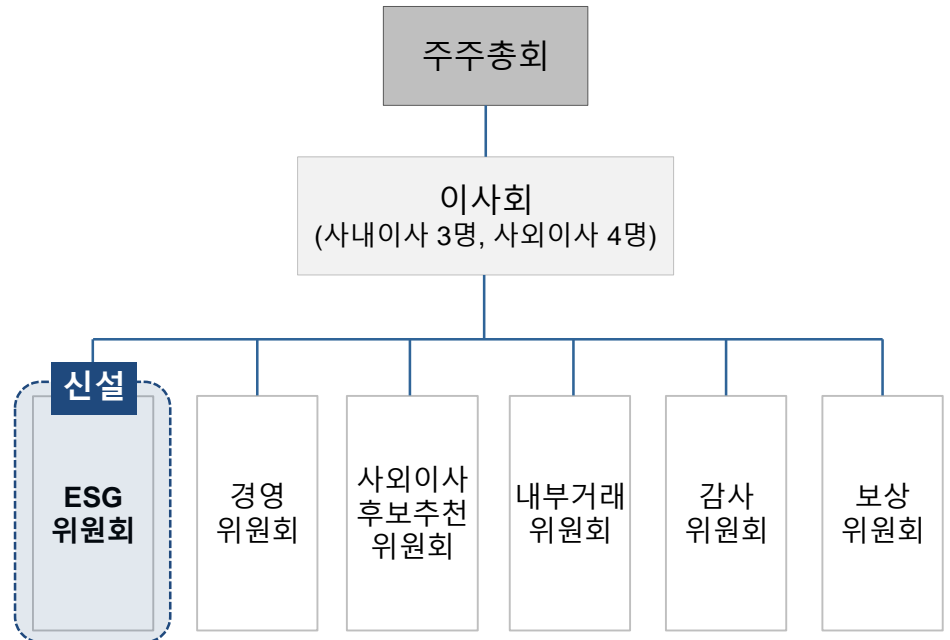 주주총회
이사회
(사내이사 3명, 사외이사 4명)
신설
ESG
위원회
경영
위원회
사외이사
후보추천
위원회
내부거래
위원회
감사
위원회
보상
위원회